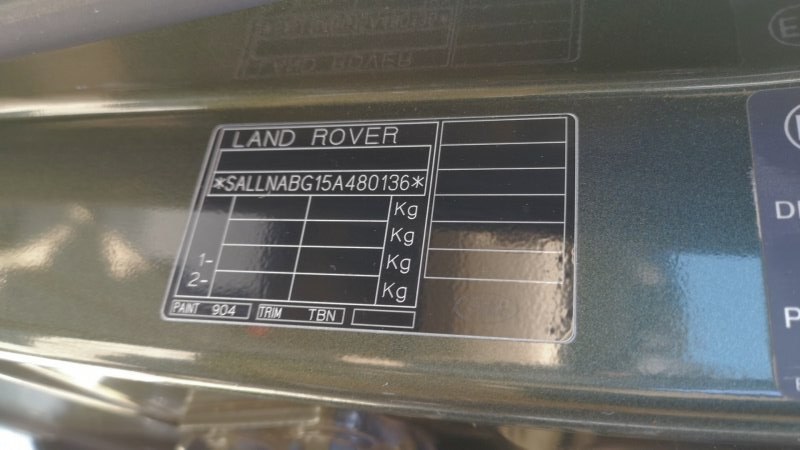 LAND ROVER
*SALLNABG15A480136*
Kg
Kg
1- Kg
2- Kg
PAINT 904 TRIM TBN